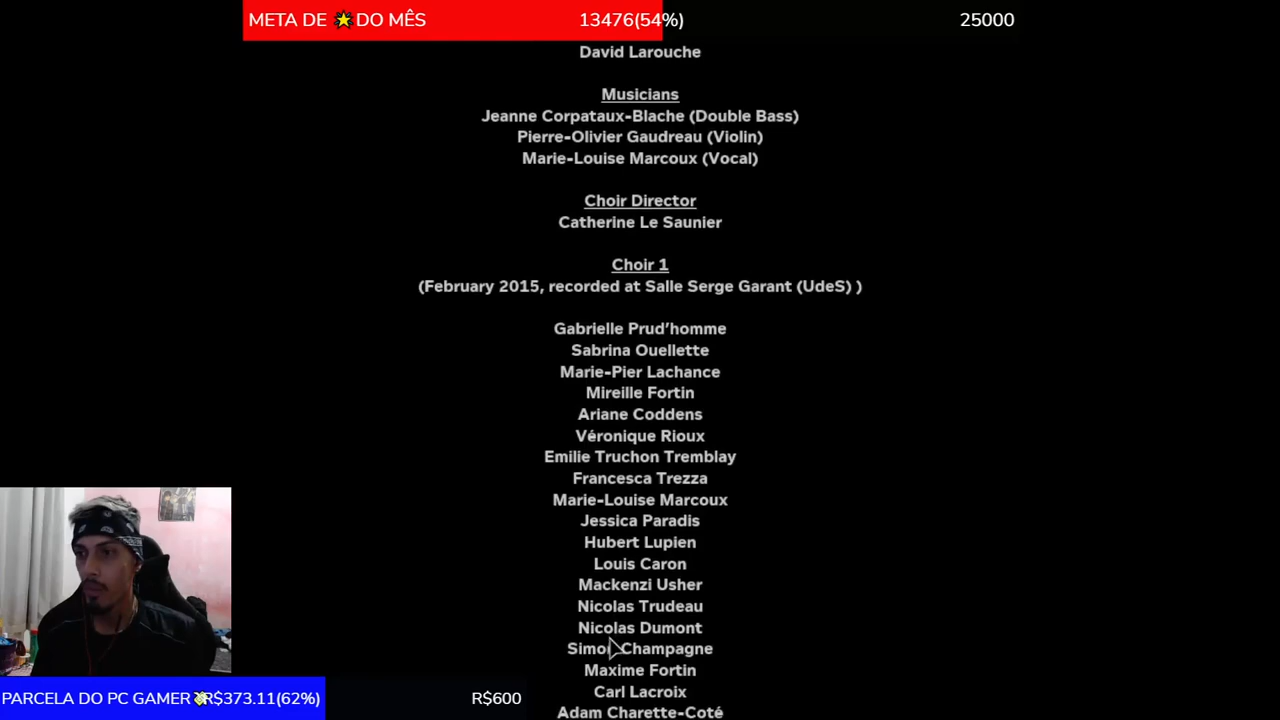 META DE DO MÊS 13476(54%) 25000
David Larouche
Musicians
Jeanne Corpataux-Blache (Double Bass)
Pierre-Olivier Gaudreau (Violin)
Marie-Louise Marcoux (Vocal)
Choir Director
Catherine Le Saunier
Choir 1
(February 2015, recorded at Salle Serge Garant (UdeS) )
Gabrielle Prud’homme
Sabrina Ouellette
Marie-Pier Lachance
Mireille Fortin
Ariane Coddens
Véronique Rioux
Emilie Truchon Tremblay
Francesca Trezza
Marie-Louise Marcoux
Jessica Paradis
Hubert Lupien
Louis Caron
Mackenzi Usher
Nicolas Trudeau
Nicolas Dumont
Simon Champagne
Maxime Fortin
Carl Lacroix
Adam Charette-Coté
PARCELA DO PC GAMER R$373.11(62%) R$600